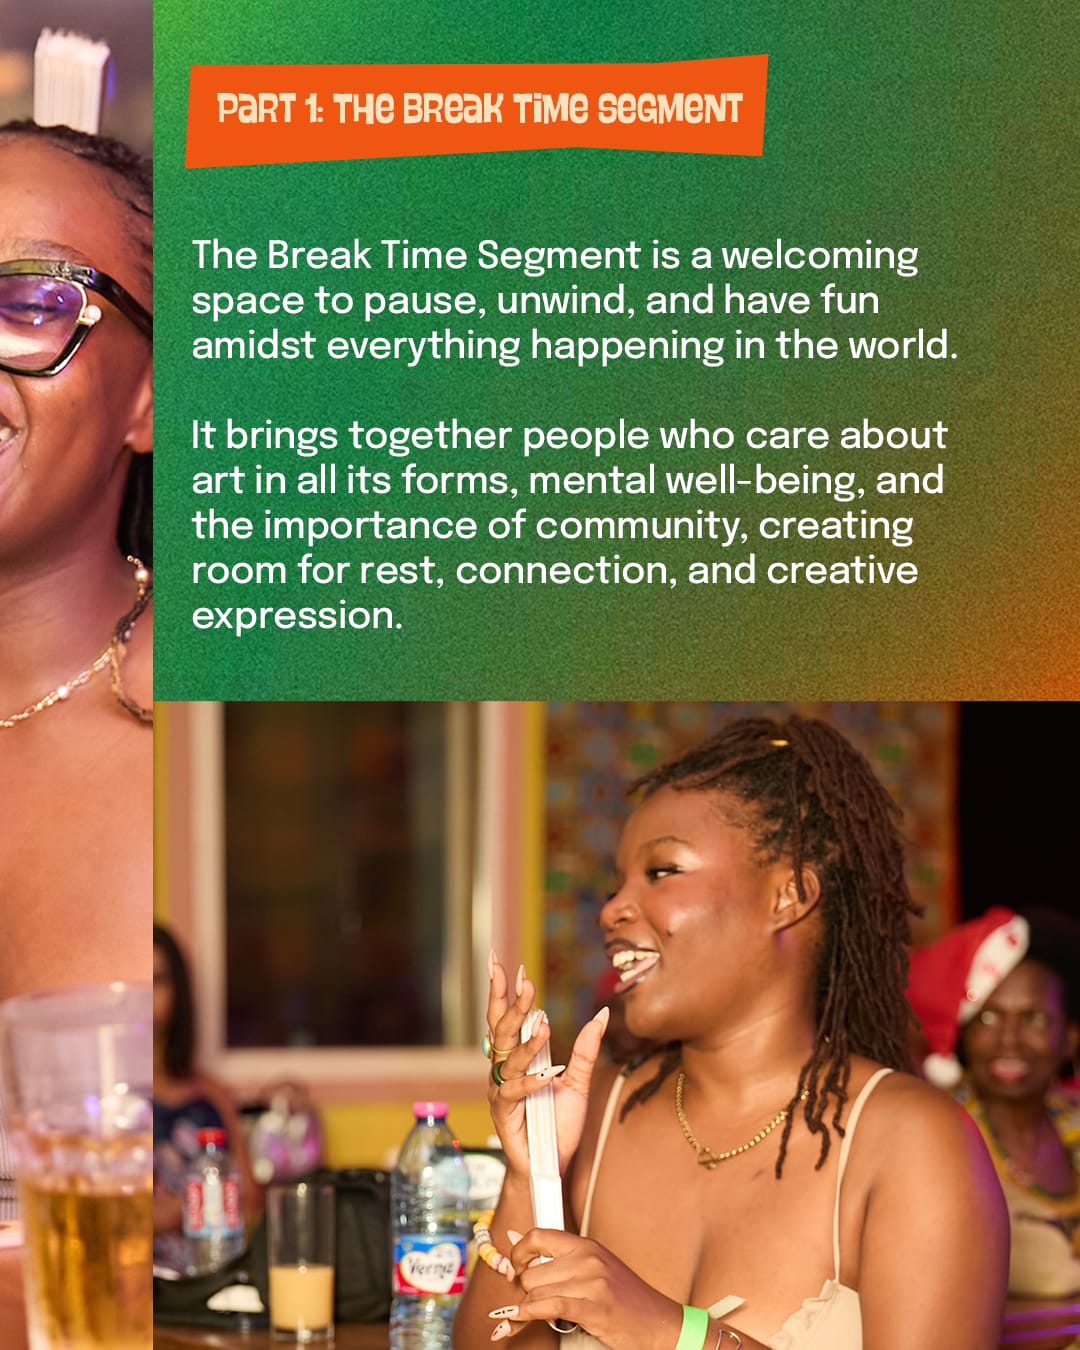 PART 1: THE BREAK TIME SEGMENT
The Break Time Segment is a welcoming
space to pause, unwind, and have fun
amidst everything happening in the world.
It brings together people who care about
art in all its forms, mental well-being, and
the importance of community, creating
room for rest, connection, and creative
expression.
Veena